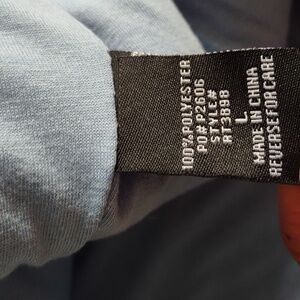 100% POLYESTER
PO# P2606
STYLE#
RT3898
L
MADE IN CHINA
REVERSE FOR CARE